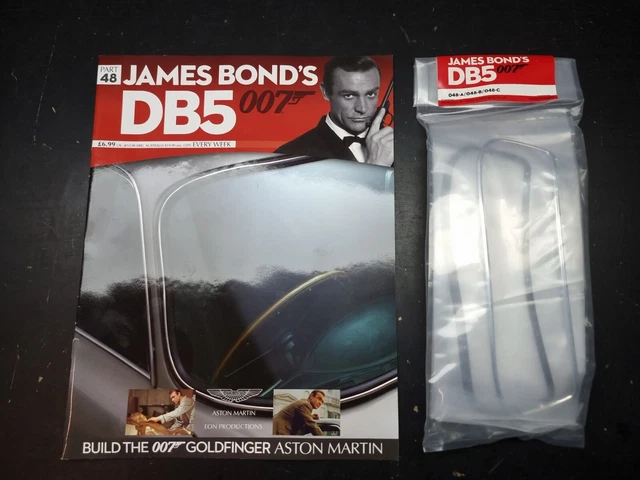 PART
48
JAMES BOND'S
DB5 007
£6.99
EVERY WEEK
ASTON MARTIN
EON PRODUCTIONS
BUILD THE 007 GOLDFINGER ASTON MARTIN
JAMES BOND'S
DB5 007
048-A/048-B/048-C